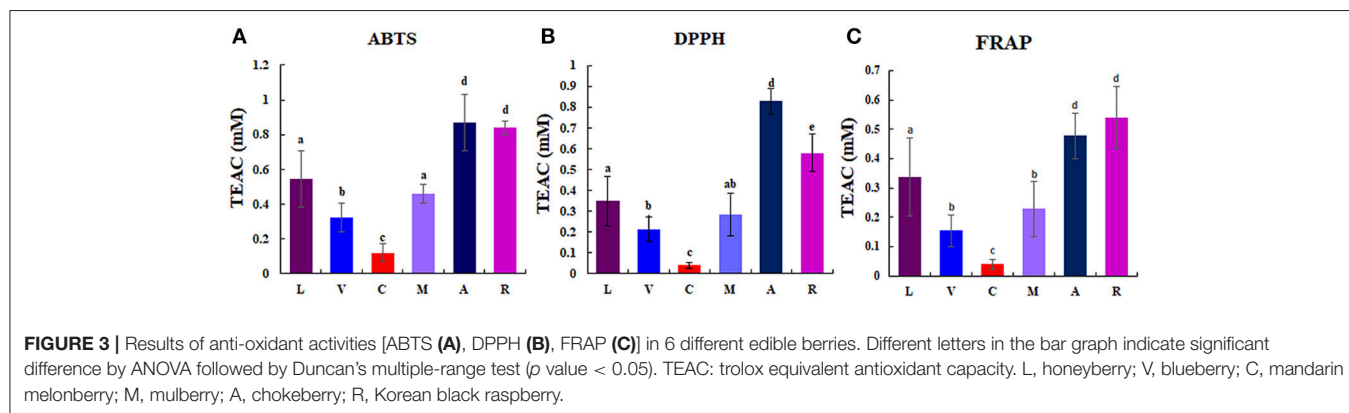 A
ABTS
TEAC (mM)
1.2
1
0.8
0.6
0.4
0.2
0
a
b
c
a
d
d
L V C M A R
B
DPPH
TEAC (mM)
1
0.9
0.8
0.7
0.6
0.5
0.4
0.3
0.2
0.1
0
a
b
c
ab
d
e
L V C M A R
C
FRAP
TEAC (mM)
0.7
0.6
0.5
0.4
0.3
0.2
0.1
0
a
b
c
b
d
d
L V C M A R
FIGURE 3 | Results of anti-oxidant activities [ABTS (A), DPPH (B), FRAP (C)] in 6 different edible berries. Different letters in the bar graph indicate significant
difference by ANOVA followed by Duncan's multiple-range test (p value < 0.05). TEAC: trolox equivalent antioxidant capacity. L, honeyberry; V, blueberry; C, mandarin
melonberry; M, mulberry; A, chokeberry; R, Korean black raspberry.